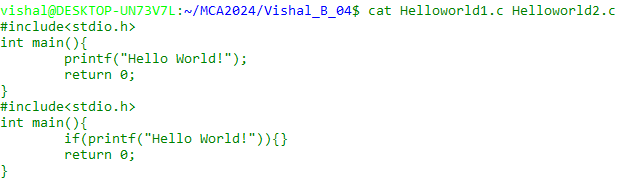 vishal@DESKTOP-UN73V7L:~/MCA2024/Vishal_B_04$ cat Helloworld1.c Helloworld2.c
#include<stdio.h>
int main(){
        printf("Hello World!");
        return 0;
}
#include<stdio.h>
int main(){
        if(printf("Hello World!")){}
        return 0;
}